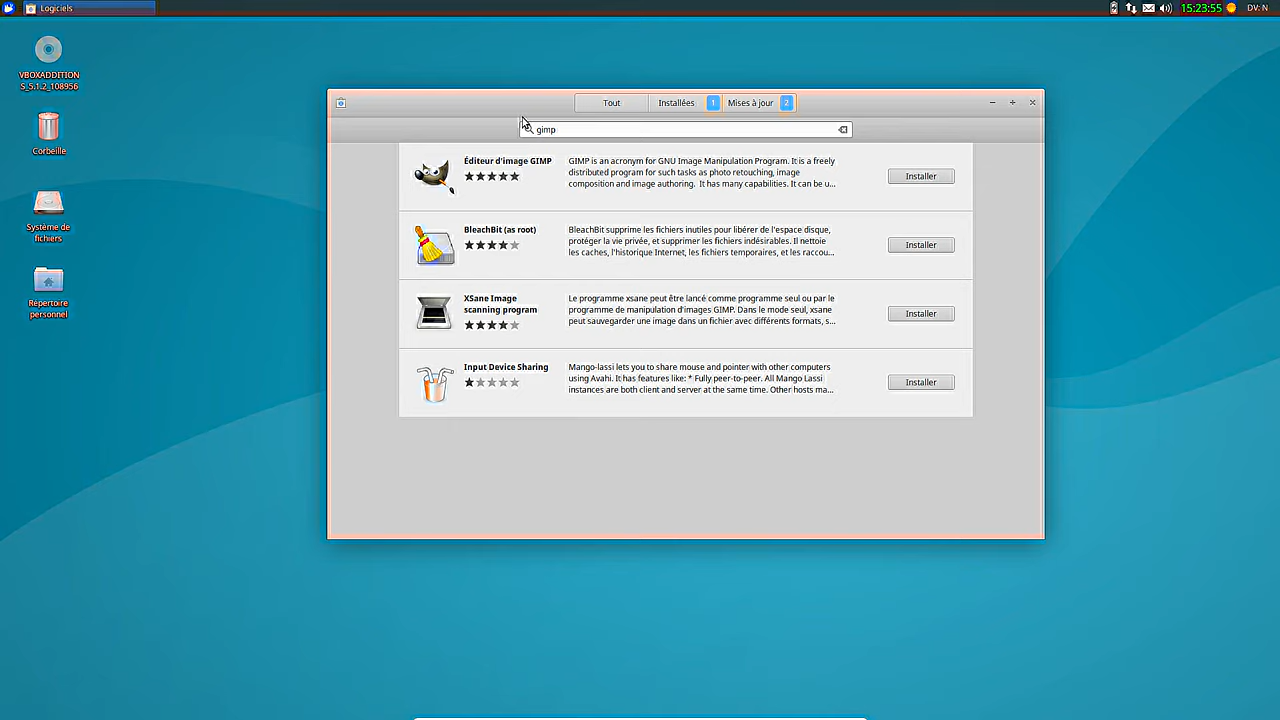 Logiciels
15:23:55
DV: N
VBOXADDITION
S_5.1.2_108956
Corbeille
Système de
fichiers
Répertoire
personnel
Tout
Installées
1
Mises à jour
2
gimp
Éditeur d'image GIMP
GIMP is an acronym for GNU Image Manipulation Program. It is a freely
distributed program for such tasks as photo retouching, image
composition and image authoring. It has many capabilities. It can be u...
Installer
BleachBit (as root)
BleachBit supprime les fichiers inutiles pour libérer de l'espace disque,
protéger la vie privée, et supprimer les fichiers indésirables. Il nettoie
les caches, l'historique Internet, les fichiers temporaires, et les raccou...
Installer
XSane Image
scanning program
Le programme xsane peut être lancé comme programme seul ou par le
programme de manipulation d'images GIMP. Dans le mode seul, xsane
peut sauvegarder une image dans un fichier avec différents formats, s...
Installer
Input Device Sharing
Mango-lassi lets you to share mouse and pointer with other computers
using Avahi. It has features like: * Fully peer-to-peer. All Mango Lassi
instances are both client and server at the same time. Other hosts ma...
Installer